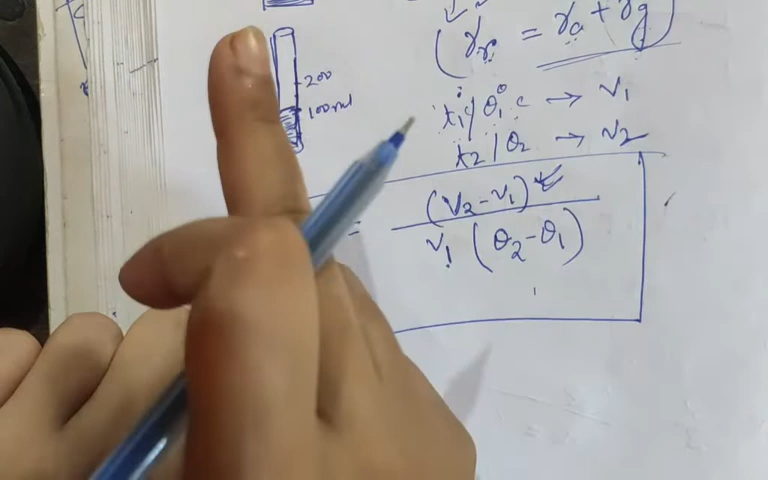 (γr = γa + γg)
200
100ml
t1/θ1°c → V1
t2/θ2 → V2
= (V2-V1) / V1 (θ2-θ1)